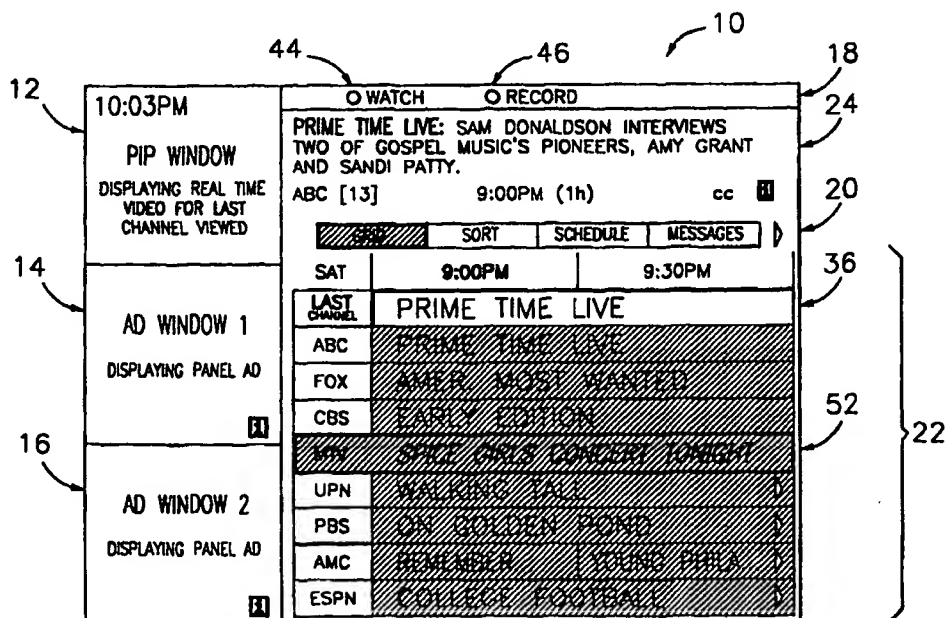 10
44
46
18
12
10:03PM
PIP WINDOW
DISPLAYING REAL TIME
VIDEO FOR LAST
CHANNEL VIEWED
WATCH RECORD
24
PRIME TIME LIVE: SAM DONALDSON INTERVIEWS
TWO OF GOSPEL MUSIC'S PIONEERS, AMY GRANT
AND SANDI PATTY.
ABC [13] 9:00PM (1h) cc i
20
GRID SORT SCHEDULE MESSAGES
SAT 9:00PM 9:30PM
36
14
AD WINDOW 1
DISPLAYING PANEL AD
i
LAST
CHANNEL
PRIME TIME LIVE
ABC PRIME TIME LIVE
FOX AMER. MOST WANTED
CBS EARLY EDITION
52
MTV SPICE GIRLS CONCERT TONIGHT
22
16
AD WINDOW 2
DISPLAYING PANEL AD
i
UPN WALKING TALL
PBS ON GOLDEN POND
AMC REMEMBER YOUNG PHILA.
ESPN COLLEGE FOOTBALL